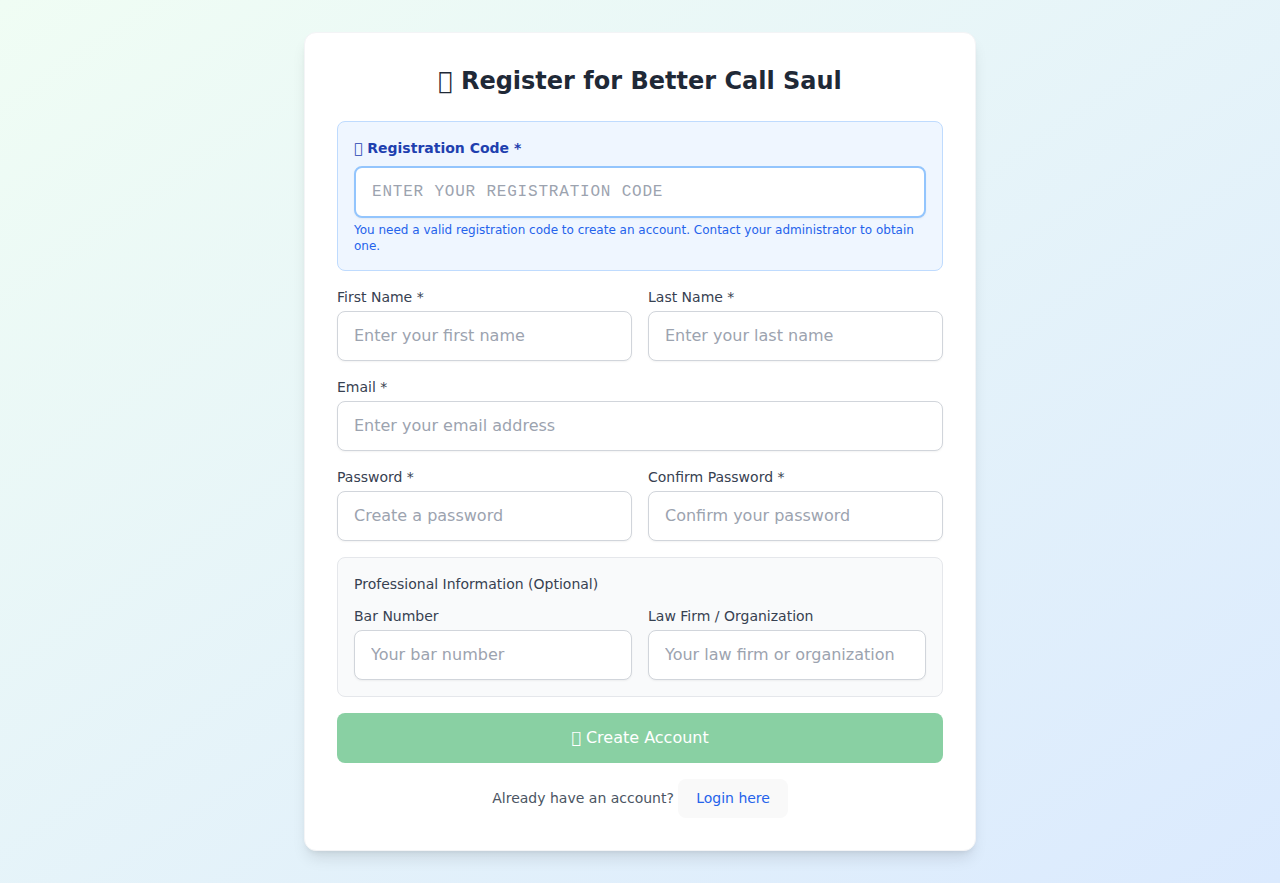 Register for Better Call Saul
Registration Code *
ENTER YOUR REGISTRATION CODE
You need a valid registration code to create an account. Contact your administrator to obtain
one.
First Name * Last Name *
Enter your first name Enter your last name
Email *
Enter your email address
Password * Confirm Password *
Create a password Confirm your password
Professional Information (Optional)
Bar Number Law Firm / Organization
Your bar number Your law firm or organization
Create Account
Already have an account? Login here